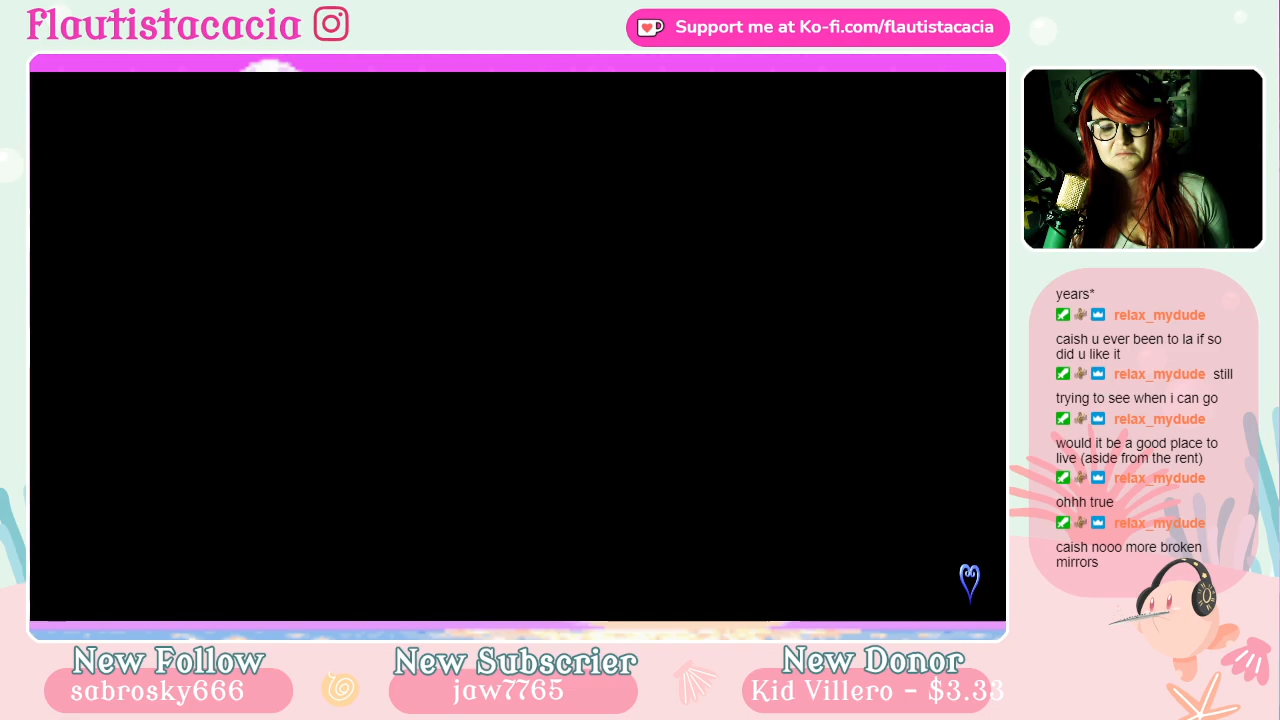 Flautistacacia
Support me at Ko-fi.com/flautistacacia
years*
relax_mydude
caish u ever been to la if so
did u like it
relax_mydude still
trying to see when i can go
relax_mydude
would it be a good place to
live (aside from the rent)
relax_mydude
ohhh true
relax_mydude
caish nooo more broken
mirrors
New Follow
sabrosky666
New Subscrier
jaw7765
New Donor
Kid Villero - $3.33